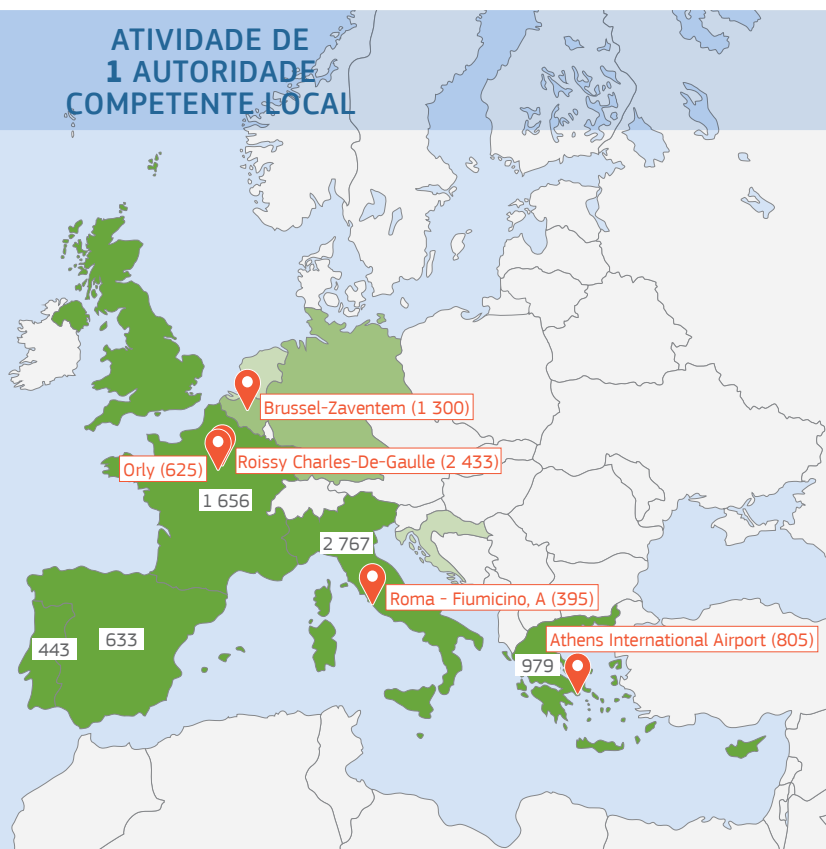 ATIVIDADE DE
1 AUTORIDADE
COMPETENTE LOCAL
Brussel-Zaventem (1 300)
Orly (625)
Roissy Charles-De-Gaulle (2 433)
1 656
2 767
Roma - Fiumicino, A (395)
443
633
Athens International Airport (805)
979